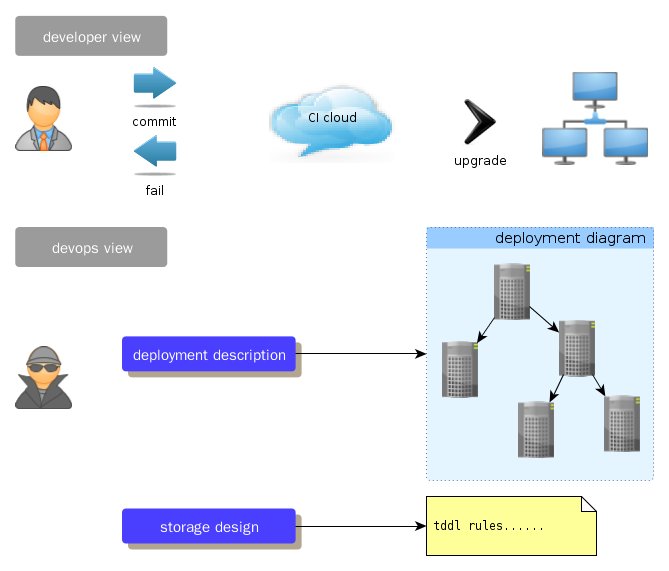 developer view
commit
CI cloud
upgrade
fail
devops view
deployment diagram
deployment description
storage design
tddl rules......